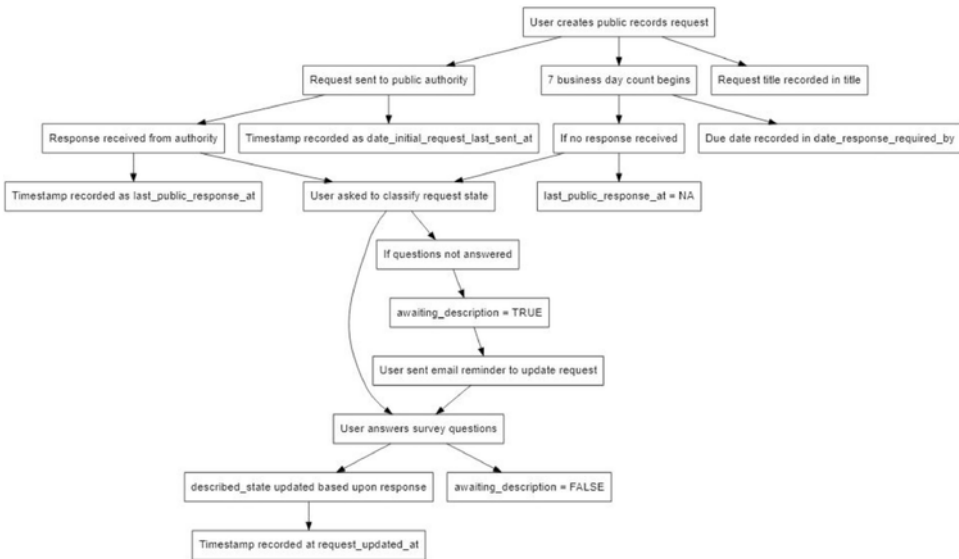 User creates public records request
Request sent to public authority
7 business day count begins
Request title recorded in title
Response received from authority
Timestamp recorded as date_initial_request_last_sent_at
If no response received
Due date recorded in date_response_required_by
Timestamp recorded as last_public_response_at
User asked to classify request state
last_public_response_at = NA
If questions not answered
awaiting_description = TRUE
User sent email reminder to update request
User answers survey questions
described_state updated based upon response
awaiting_description = FALSE
Timestamp recorded at request_updated_at